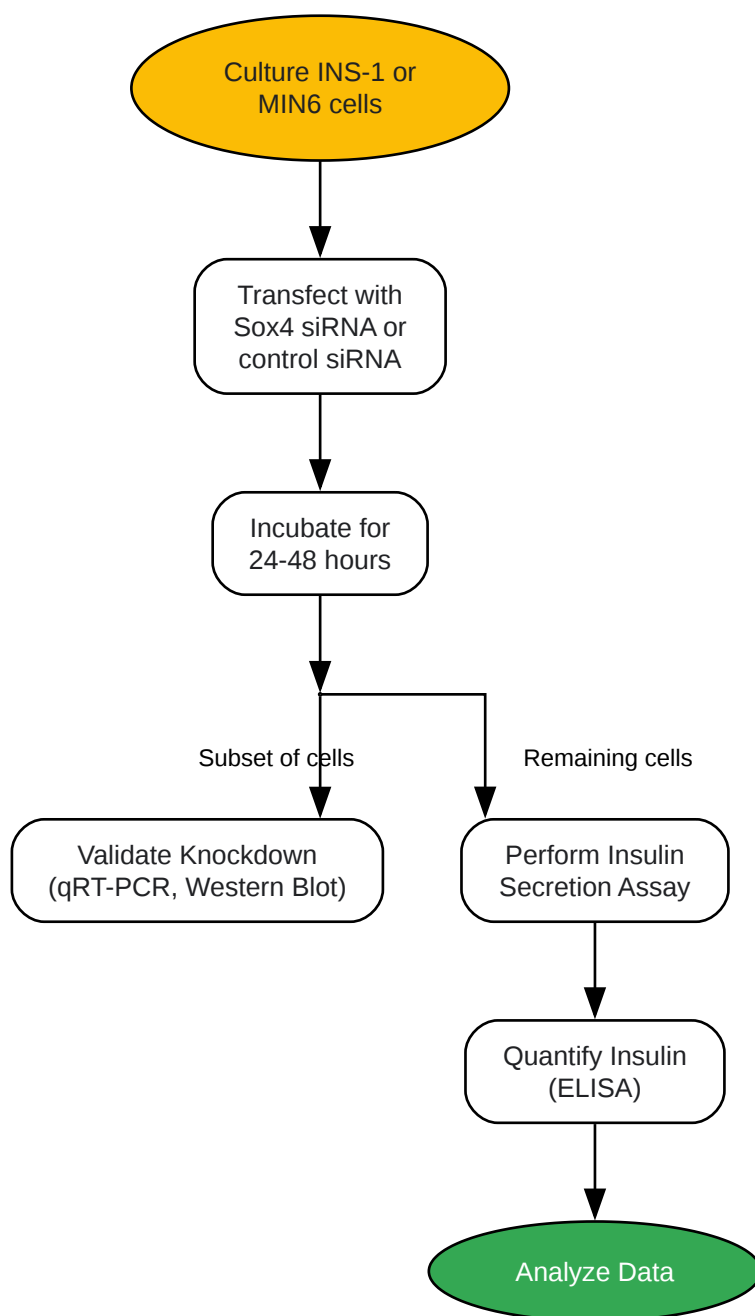 Culture INS-1 or
MIN6 cells
Transfect with
Sox4 siRNA or
control siRNA
Incubate for
24-48 hours
Subset of cells
Remaining cells
Validate Knockdown
(qRT-PCR, Western Blot)
Perform Insulin
Secretion Assay
Quantify Insulin
(ELISA)
Analyze Data